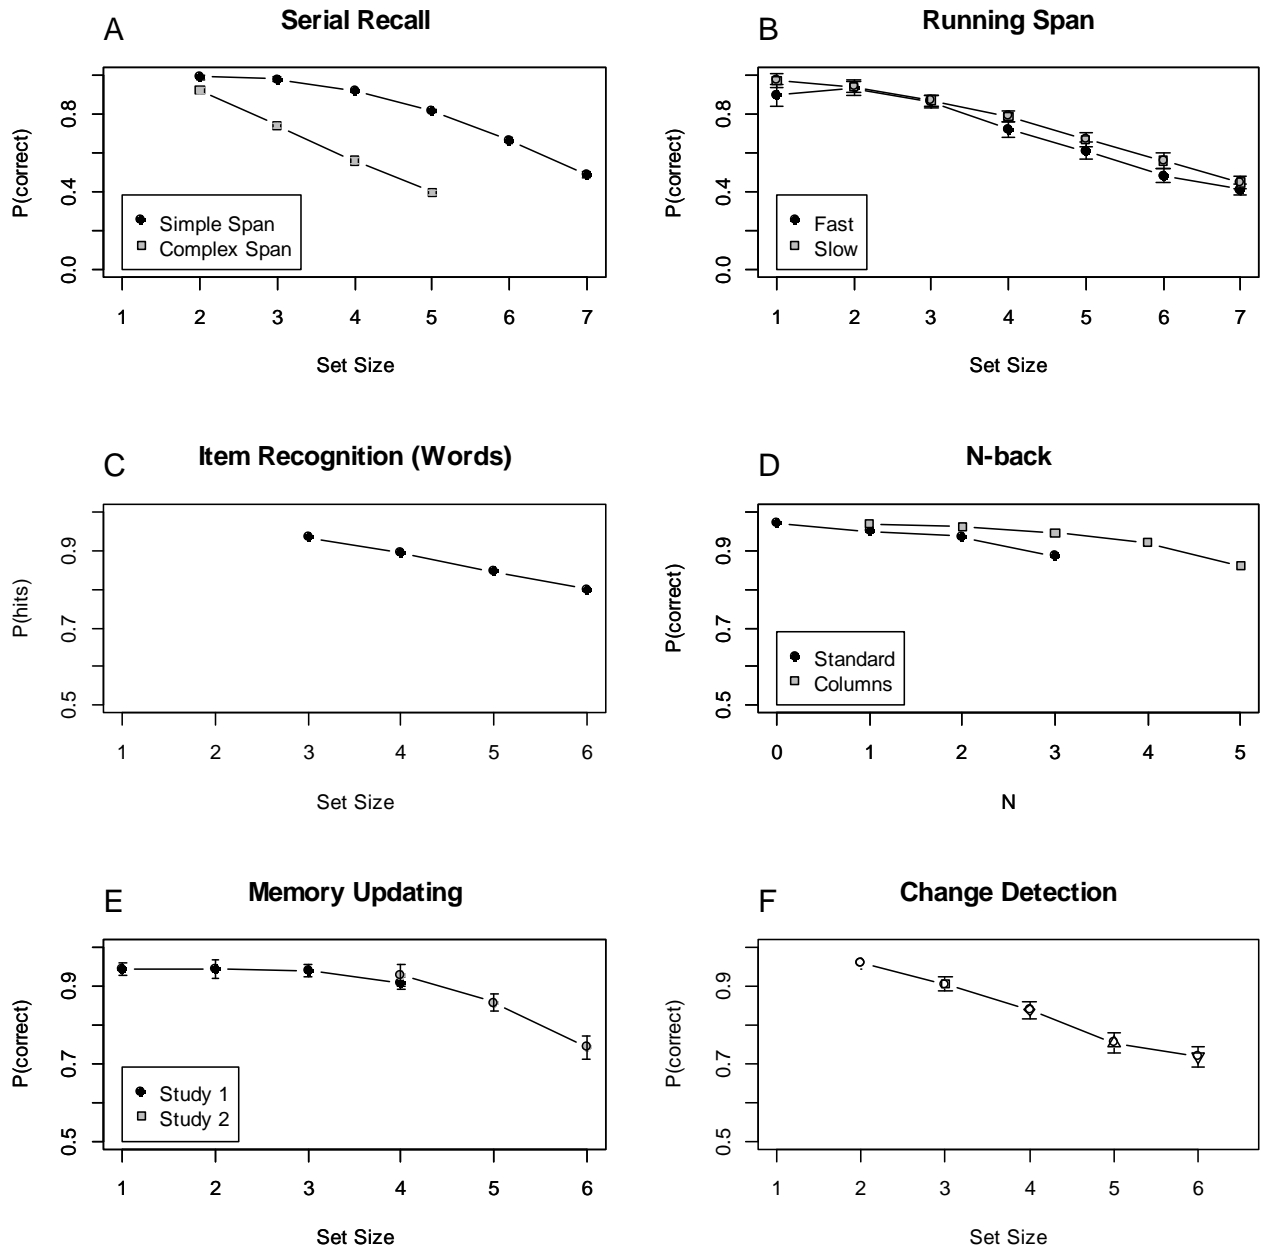 A Serial Recall
P(correct)
0.8
0.4
0.0
Simple Span
Complex Span
1 2 3 4 5 6 7
Set Size
B Running Span
P(correct)
0.8
0.4
0.0
Fast
Slow
1 2 3 4 5 6 7
Set Size
C Item Recognition (Words)
P(hits)
0.9
0.7
0.5
1 2 3 4 5 6
Set Size
D N-back
P(correct)
0.9
0.7
0.5
Standard
Columns
0 1 2 3 4 5
N
E Memory Updating
P(correct)
0.9
0.7
0.5
Study 1
Study 2
1 2 3 4 5 6
Set Size
F Change Detection
P(correct)
0.9
0.7
0.5
1 2 3 4 5 6
Set Size